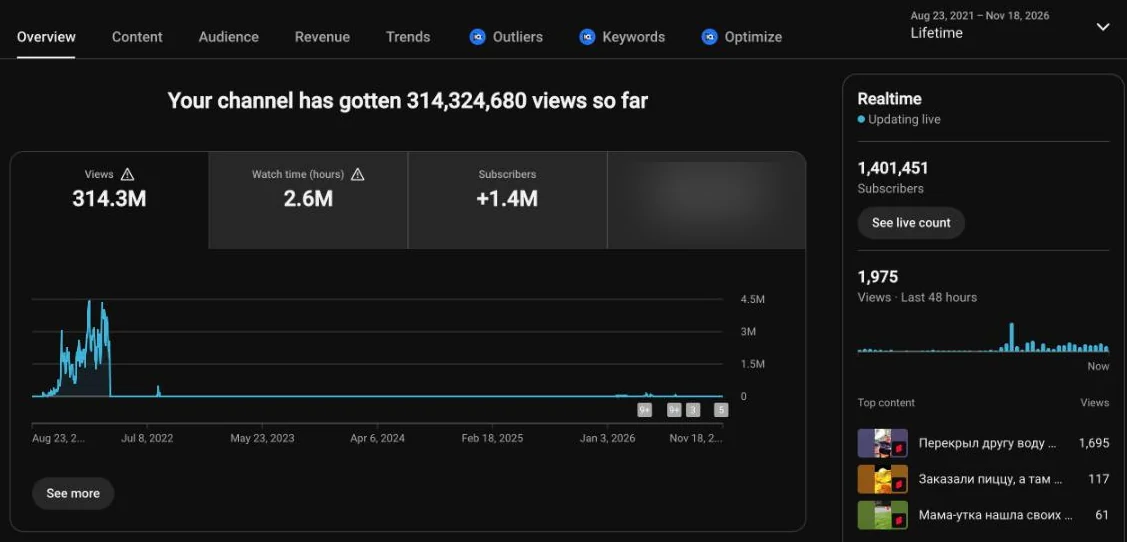 Overview Content Audience Revenue Trends Outliers Keywords Optimize
Aug 23, 2021 – Nov 18, 2026
Lifetime
Your channel has gotten 314,324,680 views so far
Views
314.3M
Watch time (hours)
2.6M
Subscribers
+1.4M
4.5M
3M
1.5M
0
9+ 9+ 3 5
Aug 23, 2... Jul 8, 2022 May 23, 2023 Apr 6, 2024 Feb 18, 2025 Jan 3, 2026 Nov 18, 2...
See more
Realtime
Updating live
1,401,451
Subscribers
See live count
1,975
Views · Last 48 hours
Now
Top content Views
Перекрыл другу воду ... 1,695
Заказали пиццу, а там ... 117
Мама-утка нашла своих ... 61